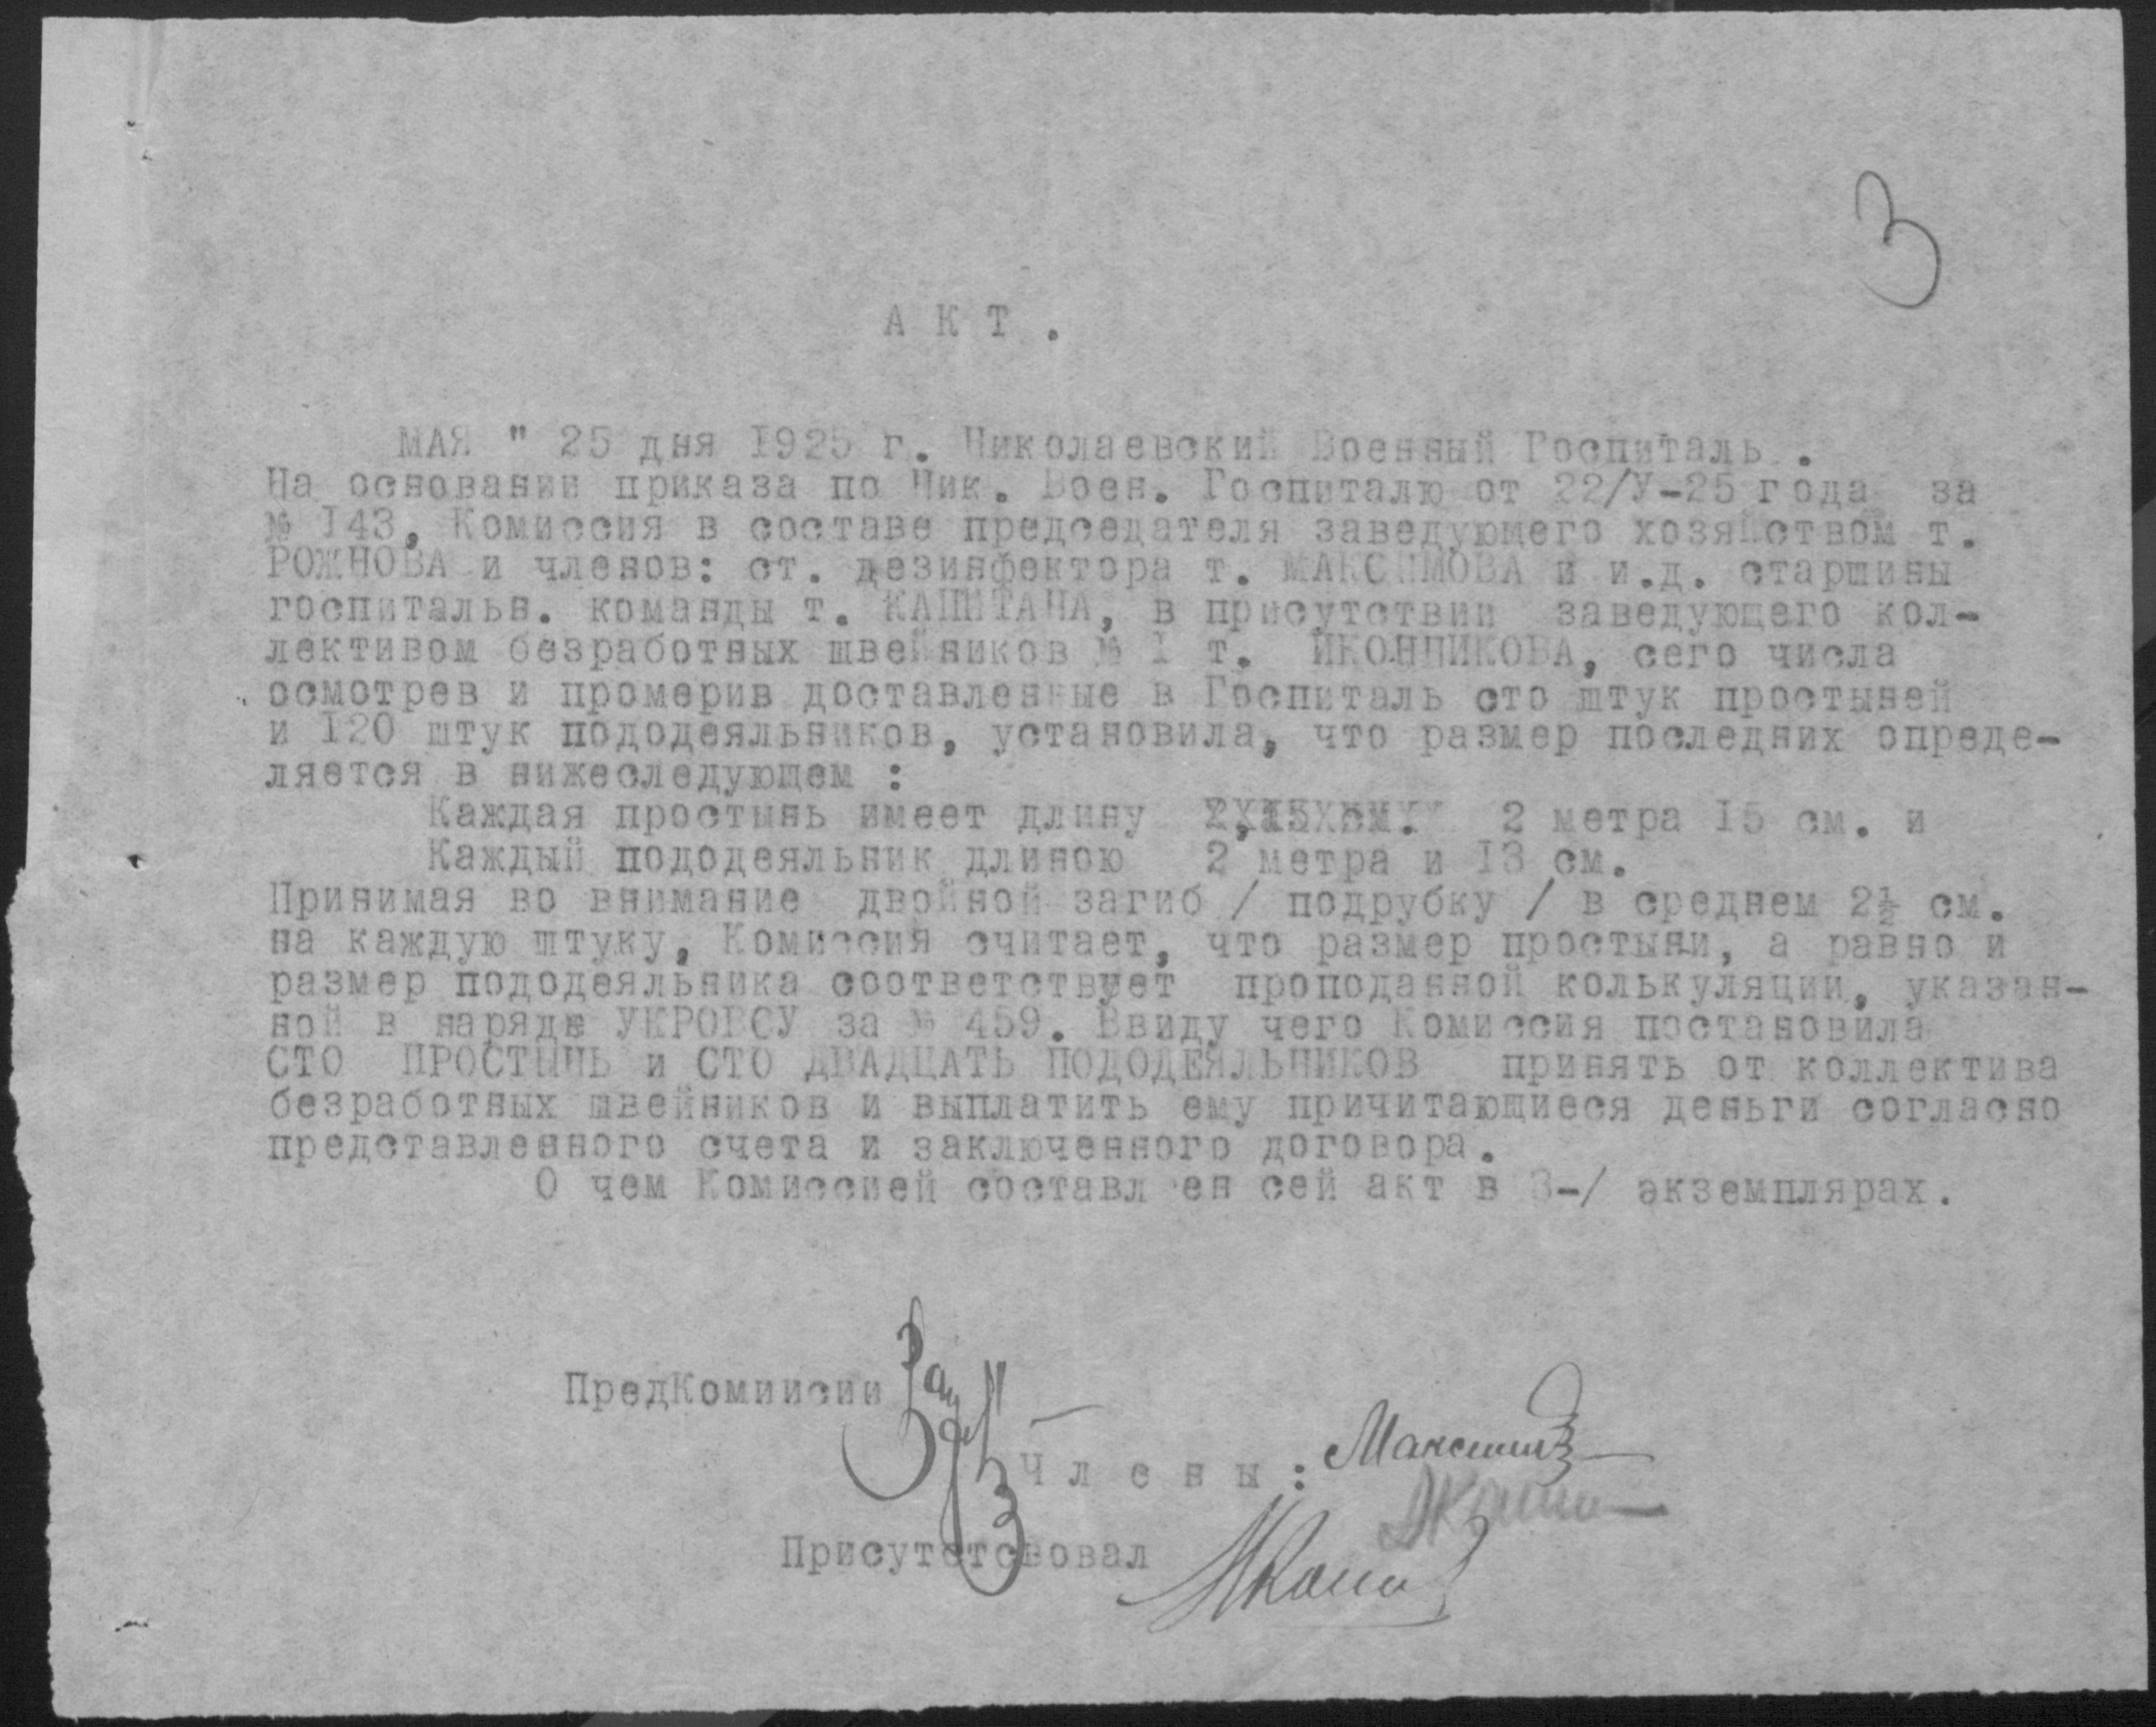 3
АКТ.
МАЯ " 25 дня 1925 г. Николаевский Военный Госпиталь .
На основании приказа по Ник. Воен. Госпиталю от 22/У-25 года за
№ 143, Комиссия в составе председателя заведующего хозяйством т.
РОЖНОВА и членов: ст. дезинфектора т. МАКСИМОВА и и.д. старшины
госпитальн. команды т. КАПИТАНА, в присутствии заведующего кол-
лективом безработных швейников № I т. ИКОННИКОВА, сего числа
осмотрев и промерив доставленные в Госпиталь сто штук простыней
и 120 штук пододеяльников, установила, что размер последних опреде-
ляется в нижеследующем :
Каждая простынь имеет длину 2 метра 15 см. и
Каждый пододеяльник длиною 2 метра и 13 см.
Принимая во внимание двойной загиб / подрубку / в среднем 2½ см.
на каждую штуку, Комиссия считает, что размер простыни, а равно и
размер пододеяльника соответствует проподанной колькуляции, указан-
ной в наряде УКРОВСУ за № 459. Ввиду чего Комиссия постановила
СТО ПРОСТЫНЬ и СТО ДВАДЦАТЬ ПОДОДЕЯЛЬНИКОВ принять от коллектива
безработных швейников и выплатить ему причитающиеся деньги согласно
представленного счета и заключенного договора.
О чем Комиссией составл ен сей акт в 3-/ экземплярах.
ПредКомиисии
Члены:
Присутстсвовал